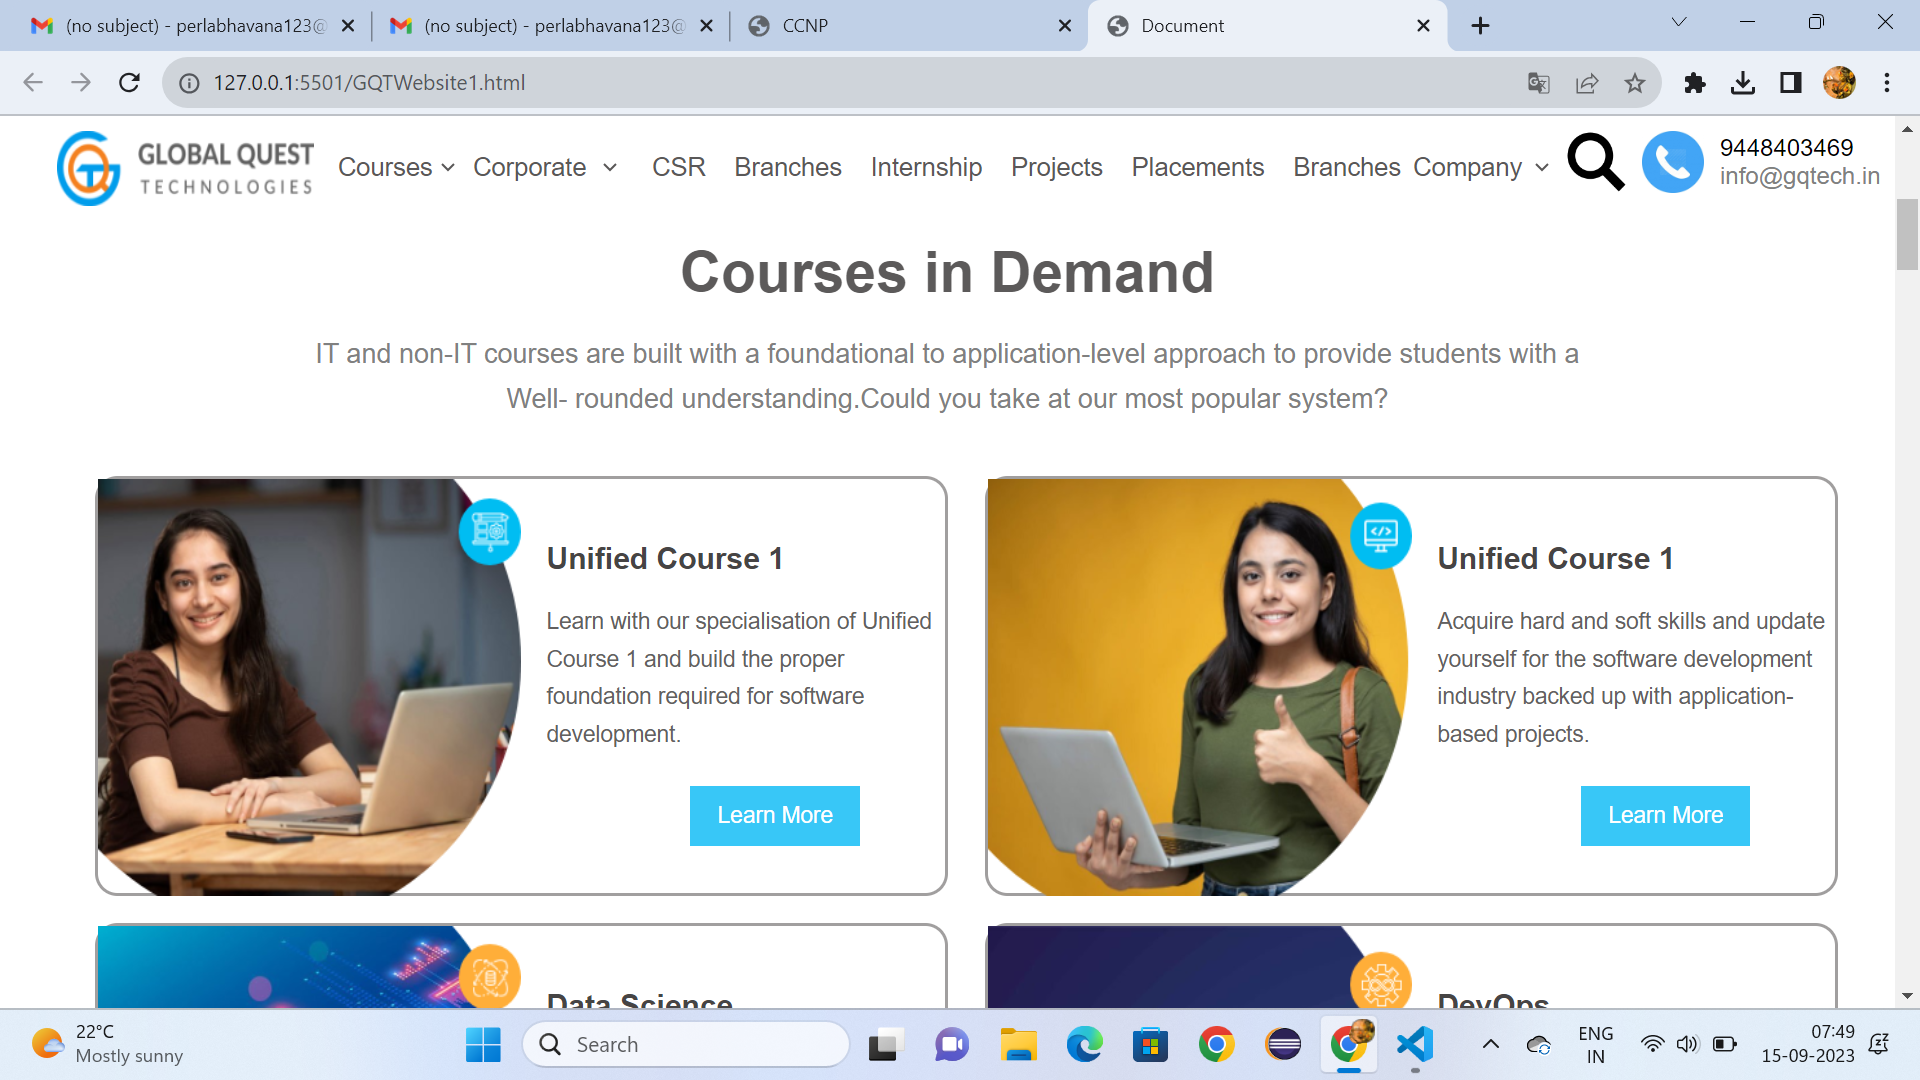 (no subject) - perlabhavana123@
(no subject) - perlabhavana123@
CCNP
Document
127.0.0.1:5501/GQTWebsite1.html
GLOBAL QUEST
TECHNOLOGIES
Courses
Corporate
CSR
Branches
Internship
Projects
Placements
Branches
Company
9448403469
info@gqtech.in
Courses in Demand
IT and non-IT courses are built with a foundational to application-level approach to provide students with a
Well- rounded understanding.Could you take at our most popular system?
Unified Course 1
Learn with our specialisation of Unified
Course 1 and build the proper
foundation required for software
development.
Learn More
Unified Course 1
Acquire hard and soft skills and update
yourself for the software development
industry backed up with application-
based projects.
Learn More
Data Science
DevOps
22°C
Mostly sunny
Search
ENG
IN
07:49
15-09-2023